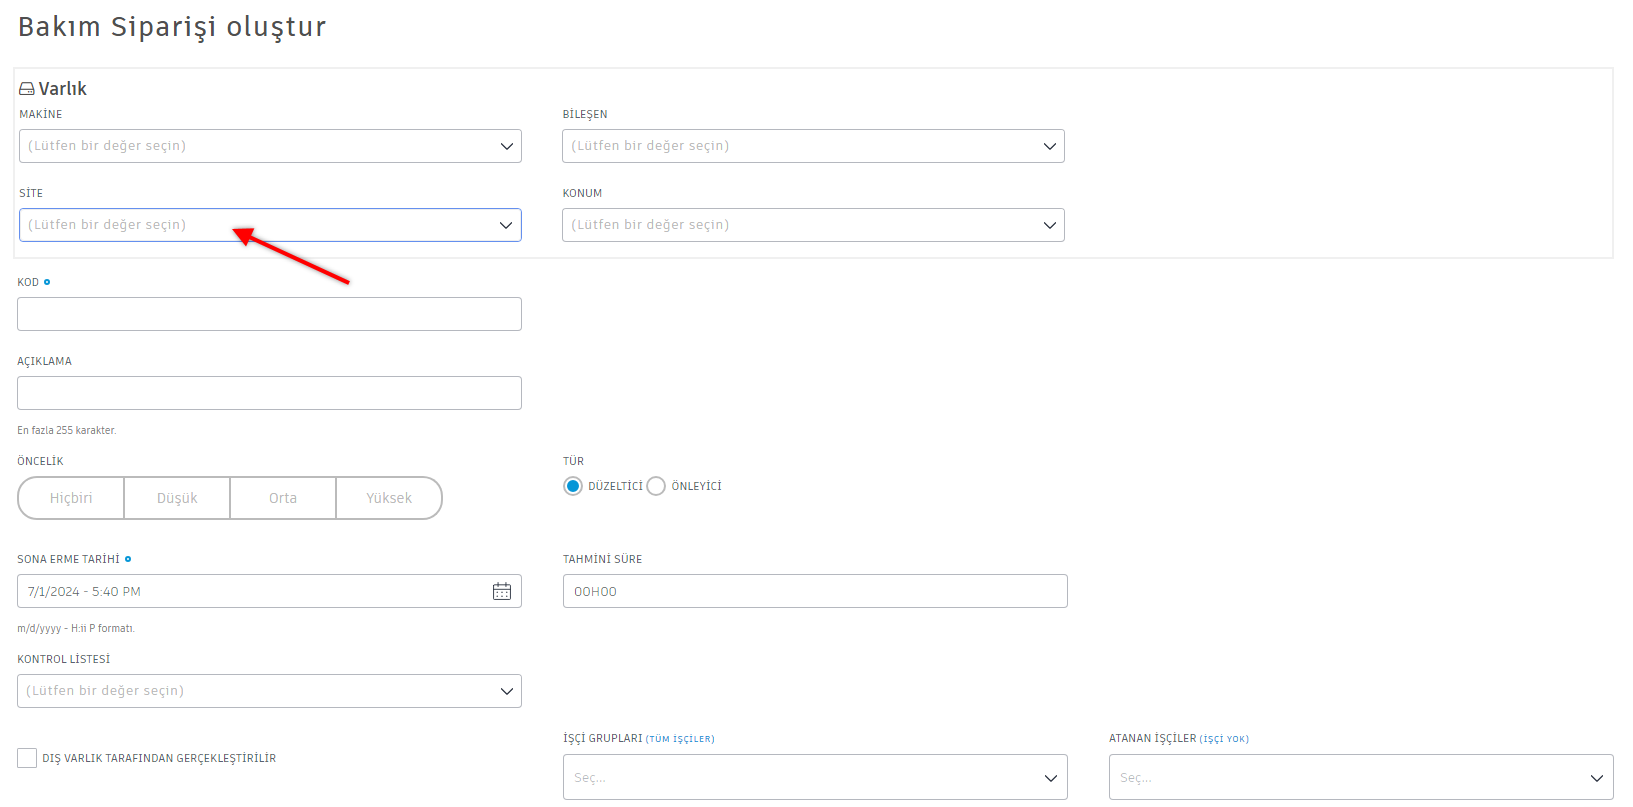 Bakım Siparişi oluştur
Varlık
MAKİNE
BİLEŞEN
(Lütfen bir değer seçin)
(Lütfen bir değer seçin)
SİTE
KONUM
(Lütfen bir değer seçin)
(Lütfen bir değer seçin)
KOD
AÇIKLAMA
En fazla 255 karakter.
ÖNCELİK
TÜR
Hiçbiri Düşük Orta Yüksek
DÜZELTİCİ ÖNLEYİCİ
SONA ERME TARİHİ
TAHMİNİ SÜRE
7/1/2024 - 5:40 PM
00H00
m/d/yyyy - H:ii P formatı.
KONTROL LİSTESİ
(Lütfen bir değer seçin)
İŞÇİ GRUPLARI (TÜM İŞÇİLER)
ATANAN İŞÇİLER (İŞÇİ YOK)
DIŞ VARLIK TARAFINDAN GERÇEKLEŞTİRİLİR
Seç...
Seç...